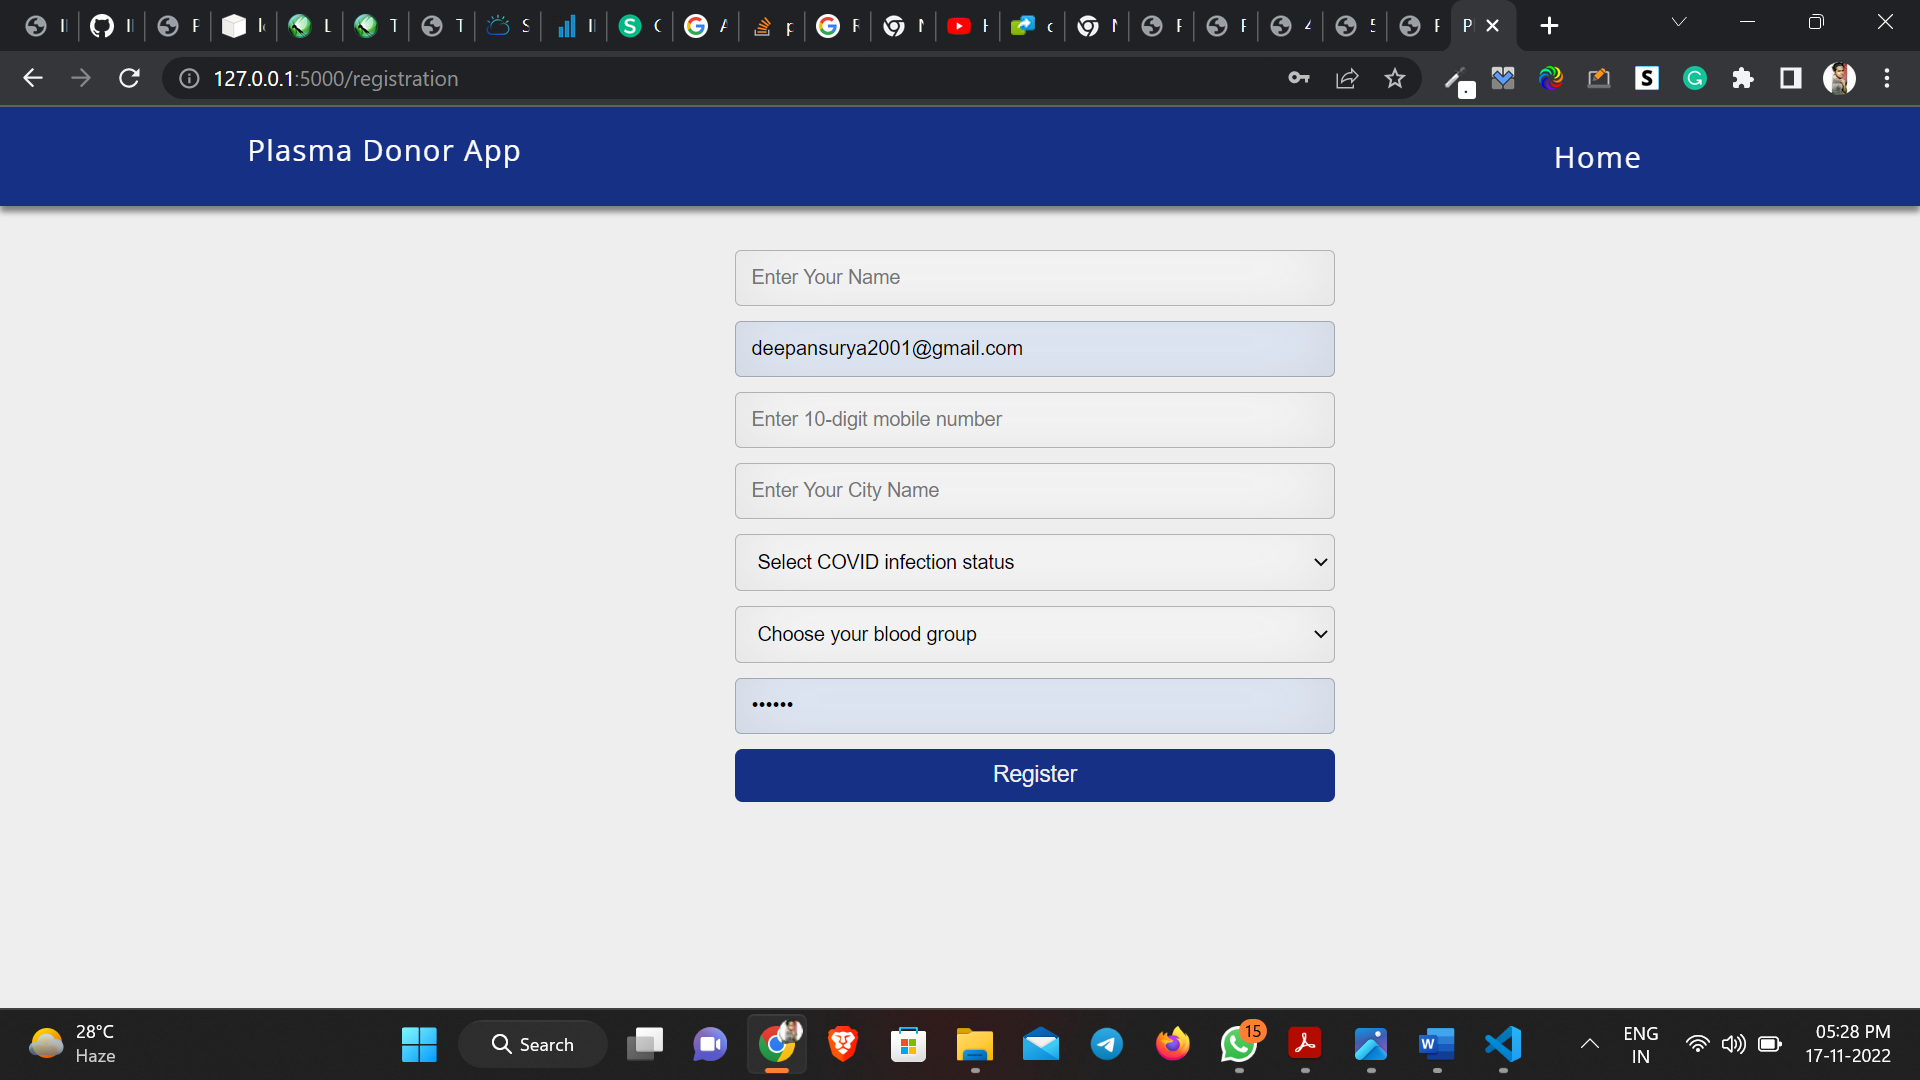 127.0.0.1:5000/registration
Plasma Donor App
Home
Enter Your Name
deepansurya2001@gmail.com
Enter 10-digit mobile number
Enter Your City Name
Select COVID infection status
Choose your blood group
••••••
Register
28°C
Haze
Search
15
ENG
IN
05:28 PM
17-11-2022